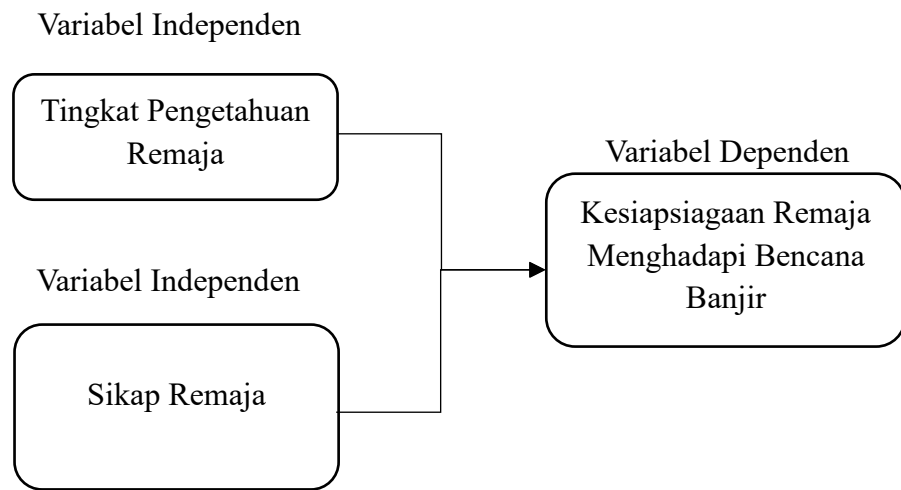 Variabel Independen
Tingkat Pengetahuan
Remaja
Variabel Independen
Sikap Remaja
Variabel Dependen
Kesiapsiagaan Remaja
Menghadapi Bencana
Banjir